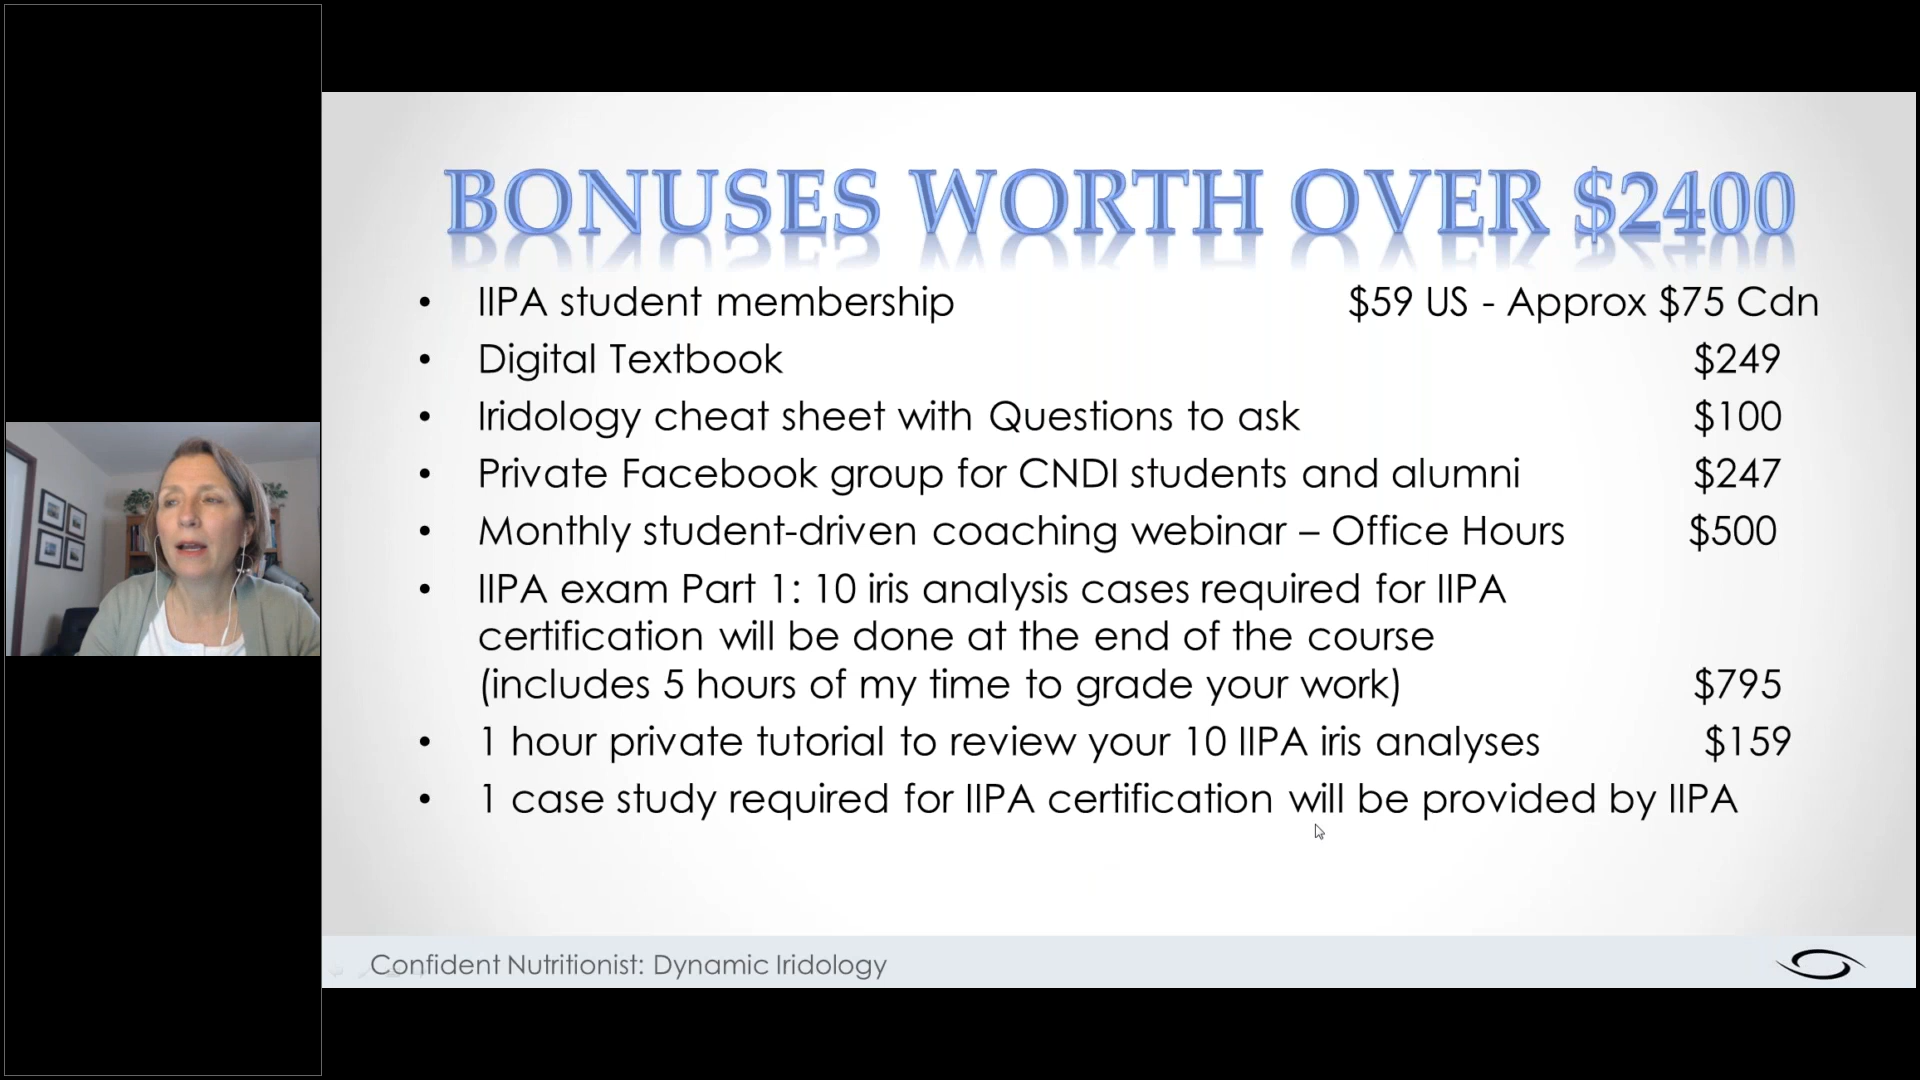 BONUSES WORTH OVER $2400
• IIPA student membership $59 US - Approx $75 Cdn
• Digital Textbook $249
• Iridology cheat sheet with Questions to ask $100
• Private Facebook group for CNDI students and alumni $247
• Monthly student-driven coaching webinar – Office Hours $500
• IIPA exam Part 1: 10 iris analysis cases required for IIPA
certification will be done at the end of the course
(includes 5 hours of my time to grade your work) $795
• 1 hour private tutorial to review your 10 IIPA iris analyses $159
• 1 case study required for IIPA certification will be provided by IIPA
Confident Nutritionist: Dynamic Iridology